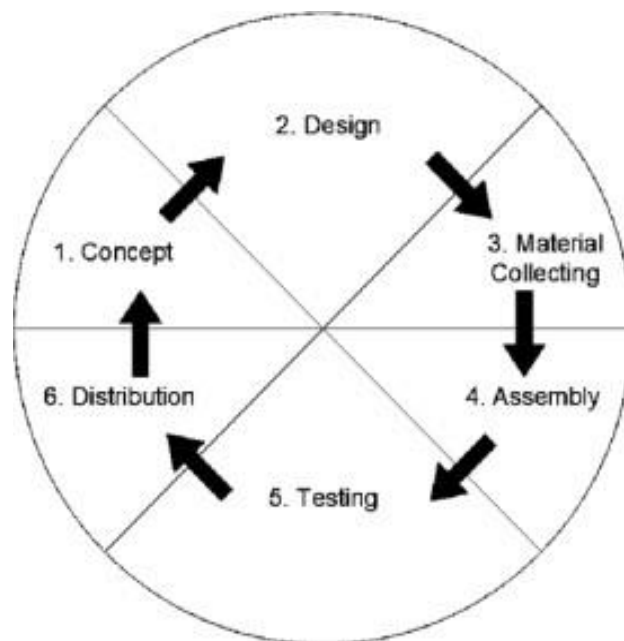 1. Concept
2. Design
3. Material
Collecting
4. Assembly
5. Testing
6. Distribution